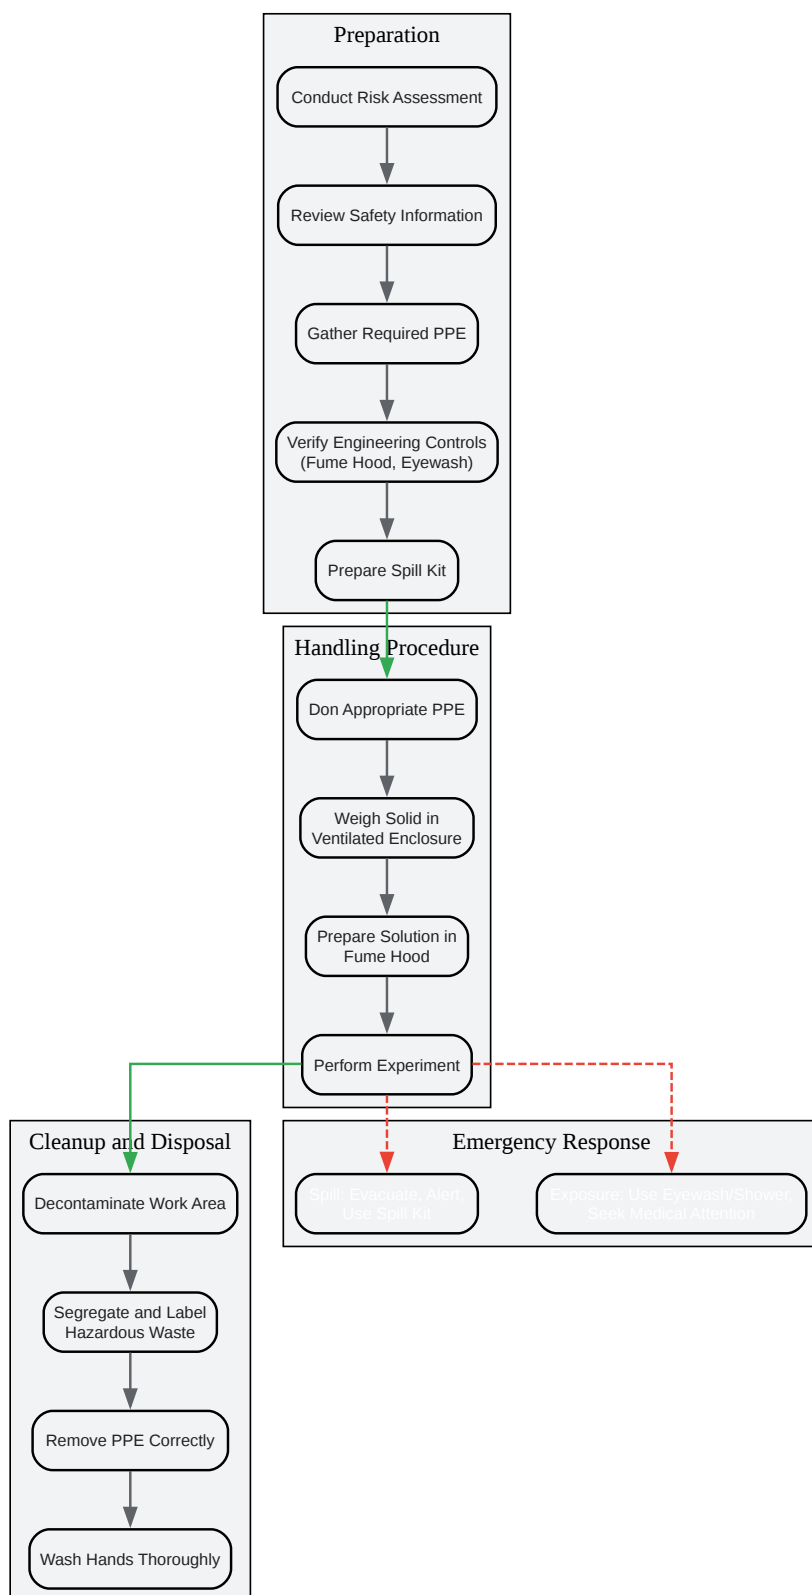 Preparation
Conduct Risk Assessment
Review Safety Information
Gather Required PPE
Verify Engineering Controls
(Fume Hood, Eyewash)
Prepare Spill Kit
Handling Procedure
Don Appropriate PPE
Weigh Solid in
Ventilated Enclosure
Prepare Solution in
Fume Hood
Perform Experiment
Cleanup and Disposal
Decontaminate Work Area
Segregate and Label
Hazardous Waste
Remove PPE Correctly
Wash Hands Thoroughly
Emergency Response
Spill: Evacuate, Alert,
Use Spill Kit
Exposure: Use Eyewash/Shower,
Seek Medical Attention